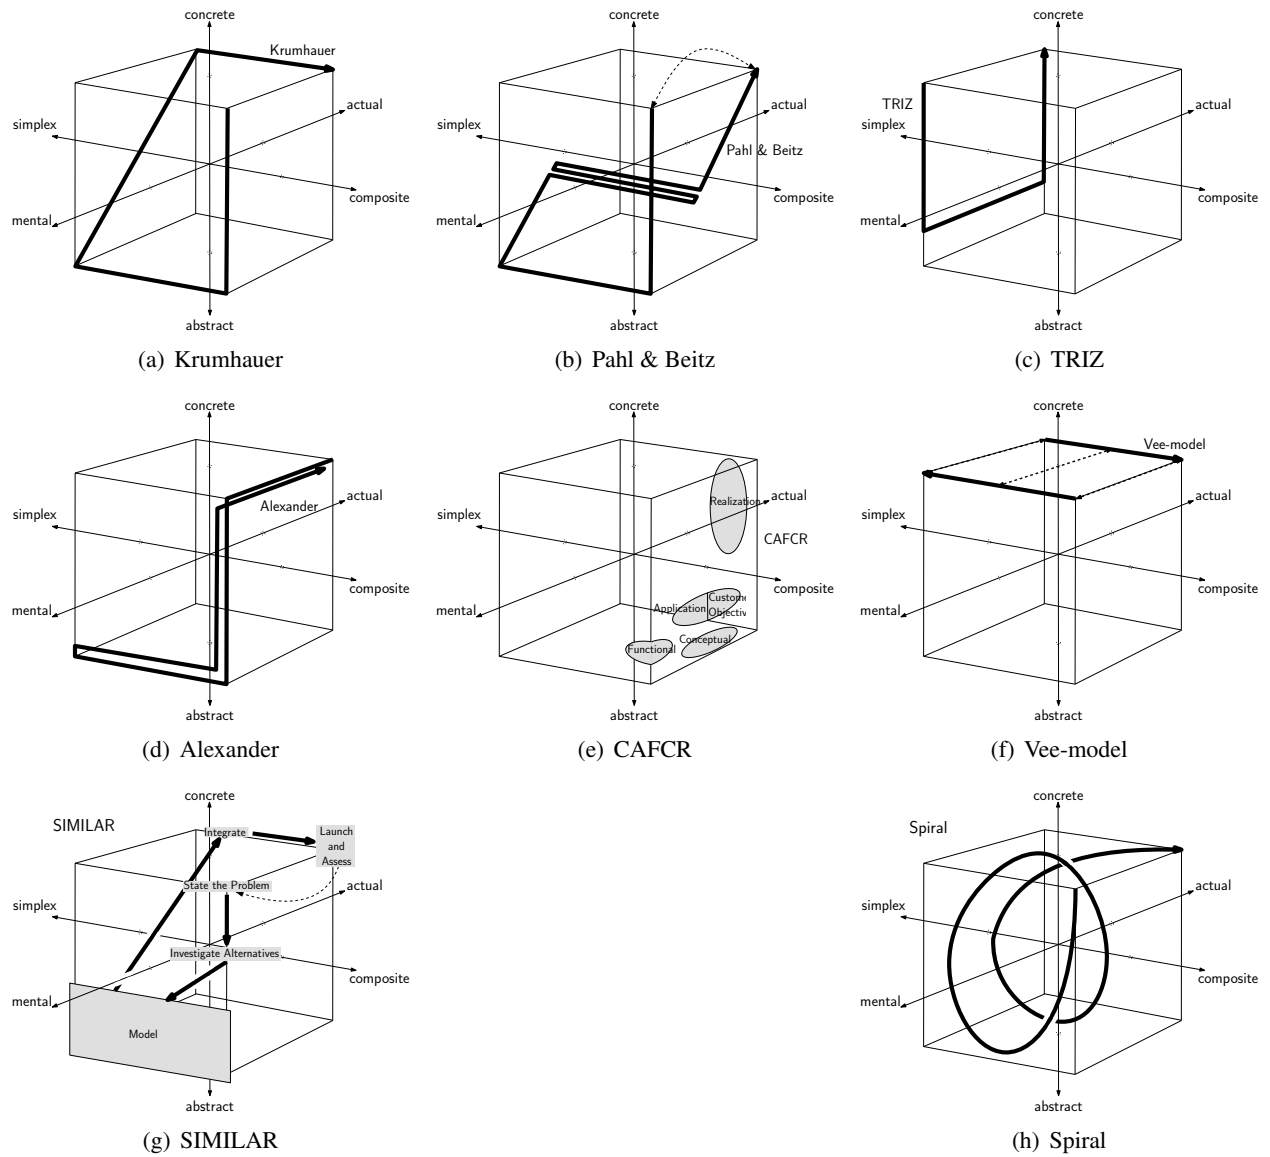 concrete
Krumhauer
actual
simplex
composite
mental
abstract
(a) Krumhauer
concrete
actual
simplex
Pahl & Beitz
composite
mental
abstract
(b) Pahl & Beitz
concrete
TRIZ
actual
simplex
composite
mental
abstract
(c) TRIZ
concrete
actual
Alexander
simplex
composite
mental
abstract
(d) Alexander
concrete
Realization
actual
simplex
CAFCR
composite
Custome
Application
Objectiv
mental
Conceptual
Functional
abstract
(e) CAFCR
concrete
Vee-model
actual
simplex
composite
mental
abstract
(f) Vee-model
concrete
SIMILAR
Integrate
Launch
and
Assess
State the Problem
actual
simplex
Investigate Alternatives
composite
mental
Model
abstract
(g) SIMILAR
concrete
Spiral
actual
simplex
composite
mental
abstract
(h) Spiral